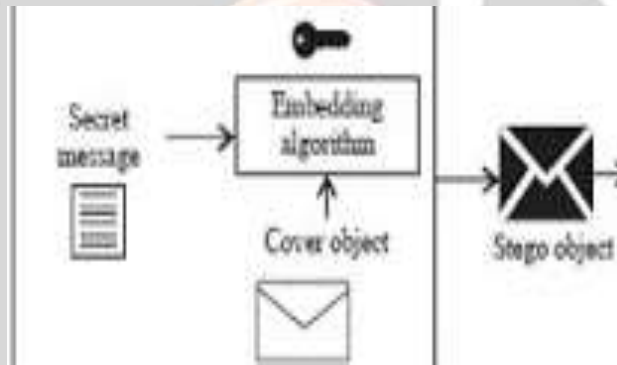 Secret
message
Embedding
algorithm
Cover object
Stego object